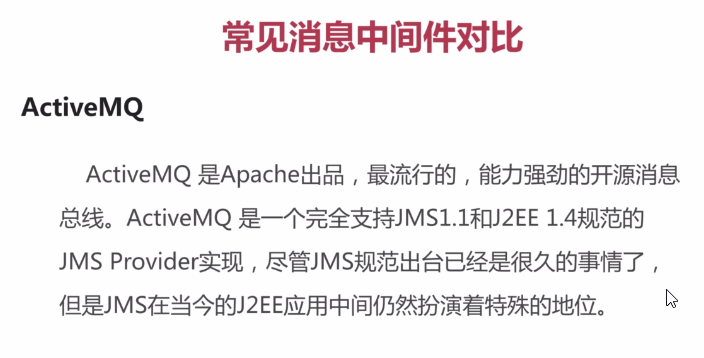 常见消息中间件对比
ActiveMQ
ActiveMQ 是Apache出品，最流行的，能力强劲的开源消息
总线。ActiveMQ 是一个完全支持JMS1.1和J2EE 1.4规范的
JMS Provider实现，尽管JMS规范出台已经是很久的事情了，
但是JMS在当今的J2EE应用中间仍然扮演着特殊的地位。